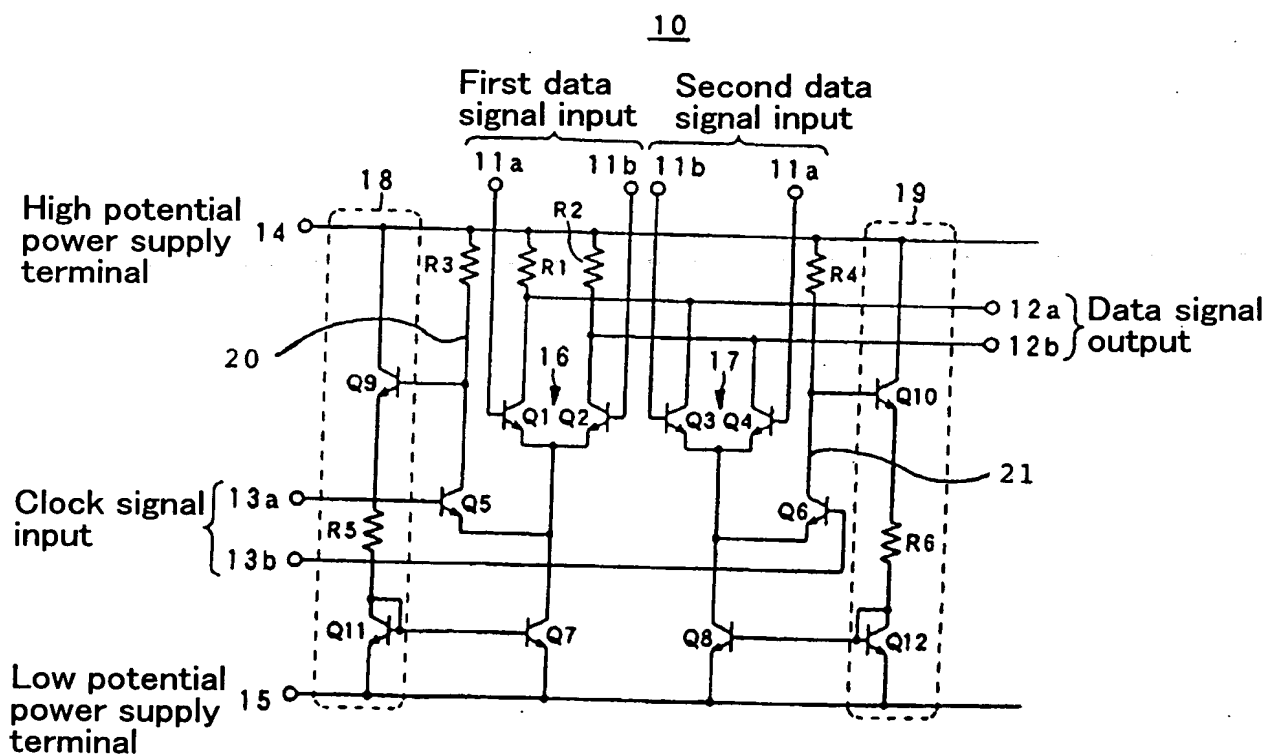 10
First data
signal input
Second data
signal input
11a
11b
11b
11a
18
19
High potential
power supply
terminal
14
R3
R1
R2
R4
12a
12b
Data signal
output
20
16
17
Q9
Q1
Q2
Q3
Q4
Q10
21
Clock signal
input
13a
13b
Q5
Q6
R5
R6
Q11
Q7
Q8
Q12
Low potential
power supply
terminal
15